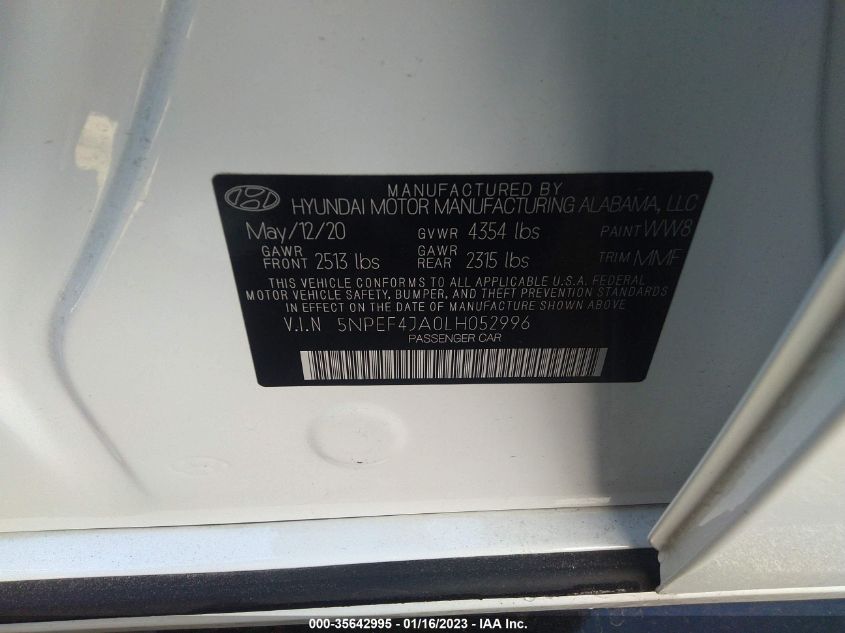 MANUFACTURED BY
HYUNDAI MOTOR MANUFACTURING ALABAMA, LLC
May/12/20 GVWR 4354 lbs PAINT WW8
GAWR FRONT 2513 lbs GAWR REAR 2315 lbs TRIM MMF
THIS VEHICLE CONFORMS TO ALL APPLICABLE U.S.A. FEDERAL
MOTOR VEHICLE SAFETY, BUMPER, AND THEFT PREVENTION STANDARDS
IN EFFECT ON THE DATE OF MANUFACTURE SHOWN ABOVE
V.I.N 5NPEF4JA0LH052996
PASSENGER CAR
000-35642995 - 01/16/2023 - IAA Inc.